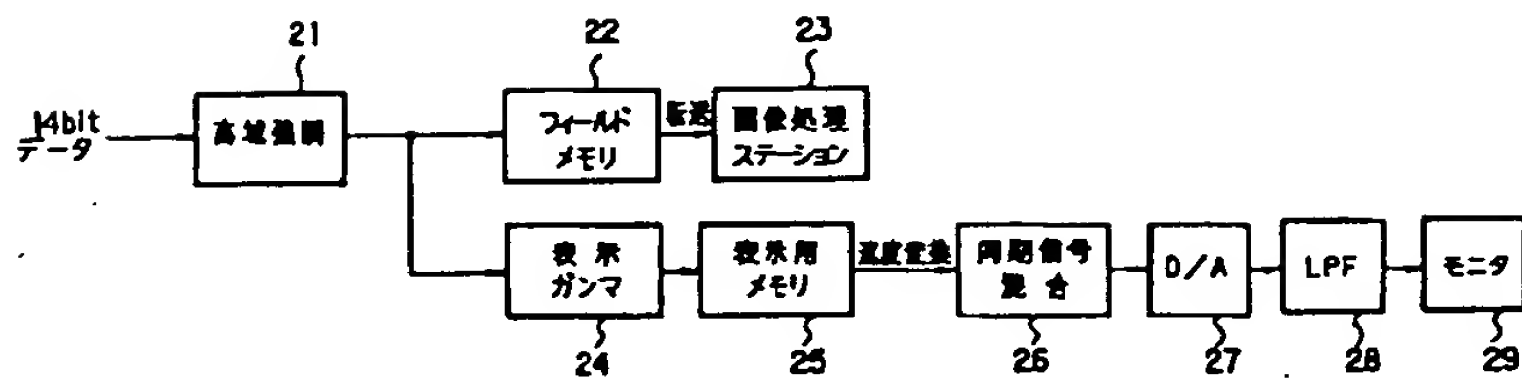 21
22
23
14bit
データ
高域強調
フィールド
メモリ
転送
画像処理
ステーション
表示
ガンマ
表示用
メモリ
速度変換
同期信号
混合
D/A
LPF
モニタ
24
25
26
27
28
29